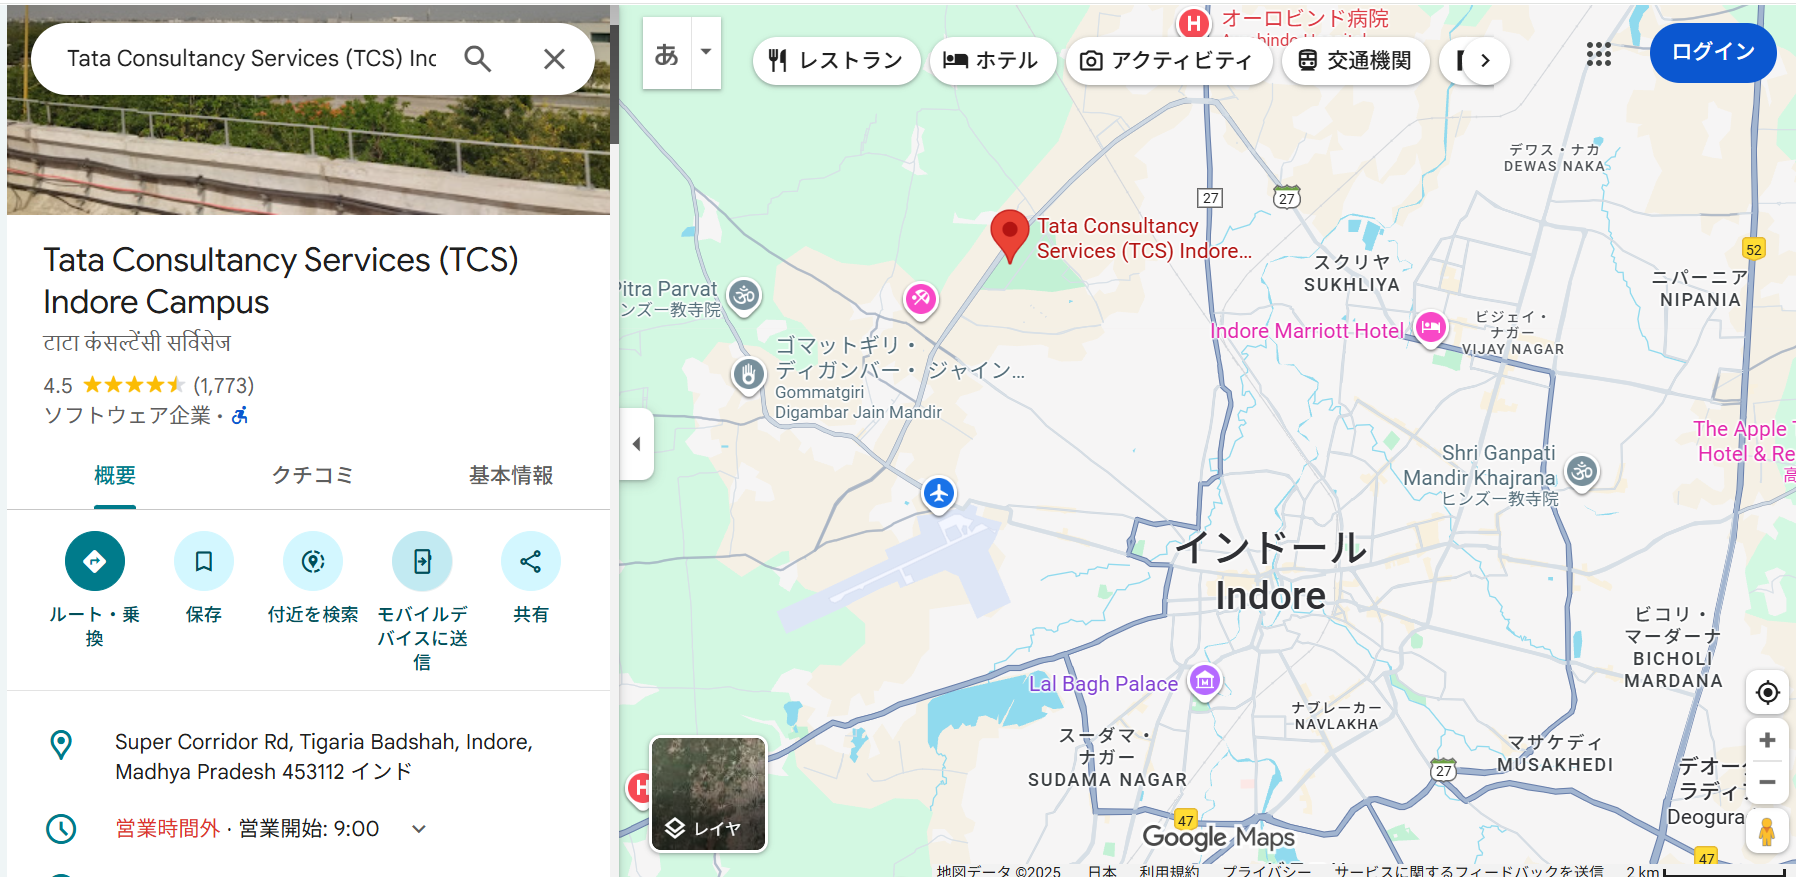 Tata Consultancy Services (TCS) Inc
Tata Consultancy Services (TCS)
Indore Campus
टाटा कंसल्टेंसी सर्विसेज
4.5 (1,773)
ソフトウェア企業・
概要
クチコミ
基本情報
ルート・乗
換
保存
付近を検索
モバイルデ
バイスに送
信
共有
Super Corridor Rd, Tigaria Badshah, Indore,
Madhya Pradesh 453112 インド
営業時間外 · 営業開始: 9:00
あ
レストラン
ホテル
アクティビティ
交通機関
ログイン
H
オーロビンド病院
27
27
デワス・ナカ
DEWAS NAKA
52
Tata Consultancy
Services (TCS) Indore...
スクリヤ
SUKHLIYA
ニパーニア
NIPANIA
Pitra Parvat
ンズー教寺院
Indore Marriott Hotel
ビジェイ・
ナガー
VIJAY NAGAR
ゴマットギリ・
ディガンバー・ ジャイン...
Gommatgiri
Digambar Jain Mandir
The Apple
Hotel & Re
高
Shri Ganpati
Mandir Khajrana
ヒンズー教寺院
インドール
Indore
ビコリ・
マーダーナ
BICHOLI
MARDANA
Lal Bagh Palace
ナブレーカー
NAVLAKHA
スーダマ・
ナガー
SUDAMA NAGAR
マサケディ
MUSAKHEDI
27
デオー
ラディ
Deogura
H
47
47
レイヤ
Google Maps
地図データ ©2025
日本
利用規約
プライバシー
サービスに関するフィードバックを送信
2 km